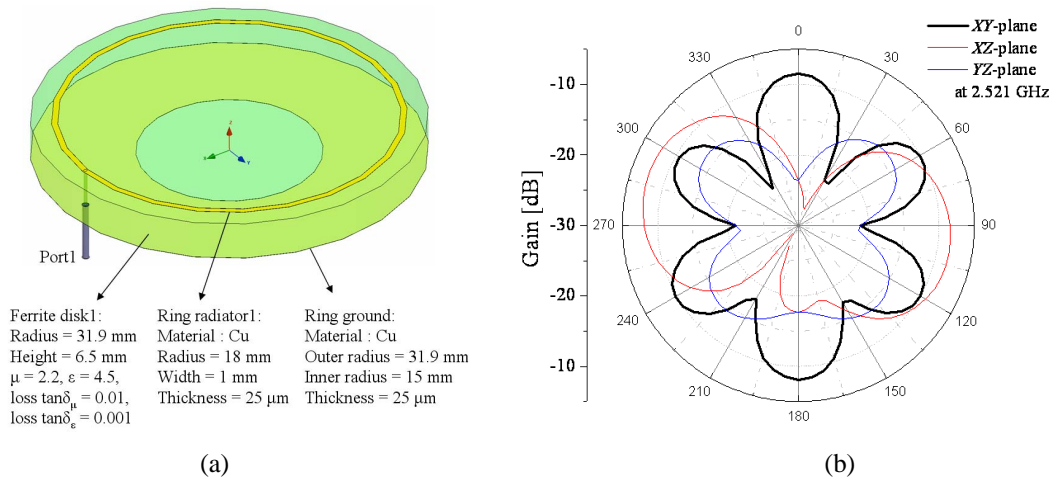 Port1
Ferrite disk1:
Radius = 31.9 mm
Height = 6.5 mm
μ = 2.2, ε = 4.5,
loss tanδμ = 0.01,
loss tanδε = 0.001
Ring radiator1:
Material : Cu
Radius = 18 mm
Width = 1 mm
Thickness = 25 μm
Ring ground:
Material : Cu
Outer radius = 31.9 mm
Inner radius = 15 mm
Thickness = 25 μm
(a)
XY-plane
XZ-plane
YZ-plane
at 2.521 GHz
Gain [dB]
-10
-20
-30
-20
-10
0
30
60
90
120
150
180
210
240
270
300
330
(b)